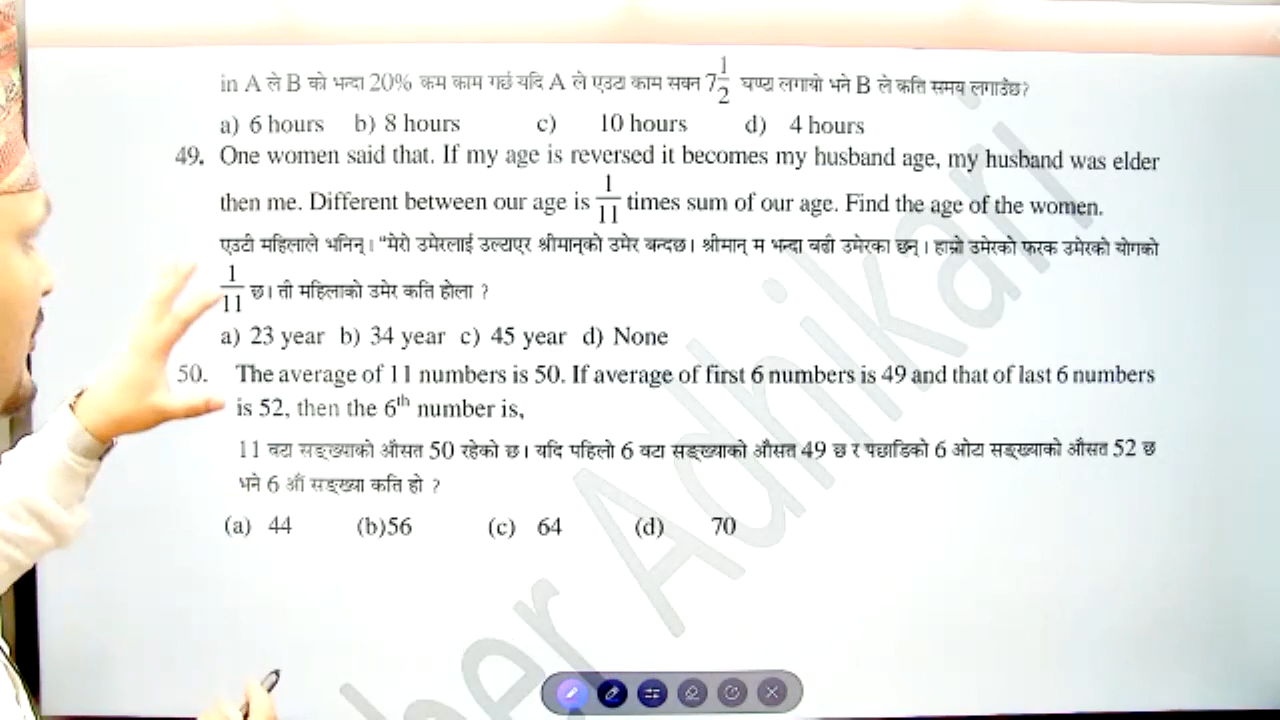 in A ले B को भन्दा 20% कम काम गर्छ यदि A ले एउटा काम सक्न 7 1/2 घण्टा लगायो भने B ले कति समय लगाउँछ?
a) 6 hours b) 8 hours c) 10 hours d) 4 hours
49. One women said that. If my age is reversed it becomes my husband age, my husband was elder
then me. Different between our age is 1/11 times sum of our age. Find the age of the women.
एउटी महिलाले भनिन् । "मेरो उमेरलाई उल्टाएर श्रीमान्‌को उमेर बन्दछ। श्रीमान् म भन्दा बढी उमेरका छन् । हाम्रो उमेरको फरक उमेरको योगको
1/11 छ। ती महिलाको उमेर कति होला ?
a) 23 year b) 34 year c) 45 year d) None
50. The average of 11 numbers is 50. If average of first 6 numbers is 49 and that of last 6 numbers
is 52, then the 6th number is,
11 वटा सङ्ख्याको औसत 50 रहेको छ। यदि पहिलो 6 वटा सङ्ख्याको औसत 49 छ र पछाडिको 6 ओटा सङ्ख्याको औसत 52 छ
भने 6 औं सङ्ख्या कति हो ?
(a) 44 (b)56 (c) 64 (d) 70
Adhikari